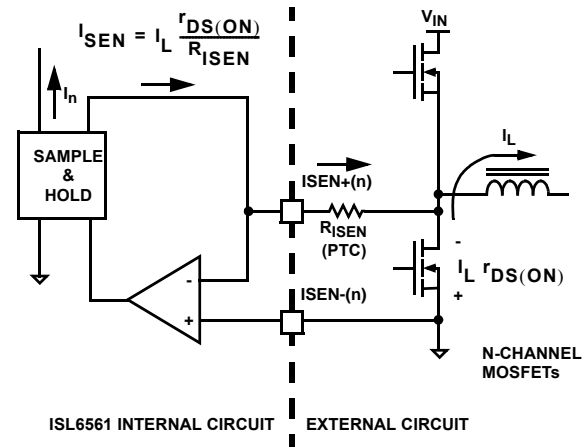 I_SEN = I_L r_DS(ON) / R_ISEN
V_IN
I_n
SAMPLE
&
HOLD
ISEN+(n)
I_L
R_ISEN
(PTC)
-
I_L r_DS(ON)
+
-
+
ISEN-(n)
N-CHANNEL
MOSFETs
ISL6561 INTERNAL CIRCUIT
EXTERNAL CIRCUIT